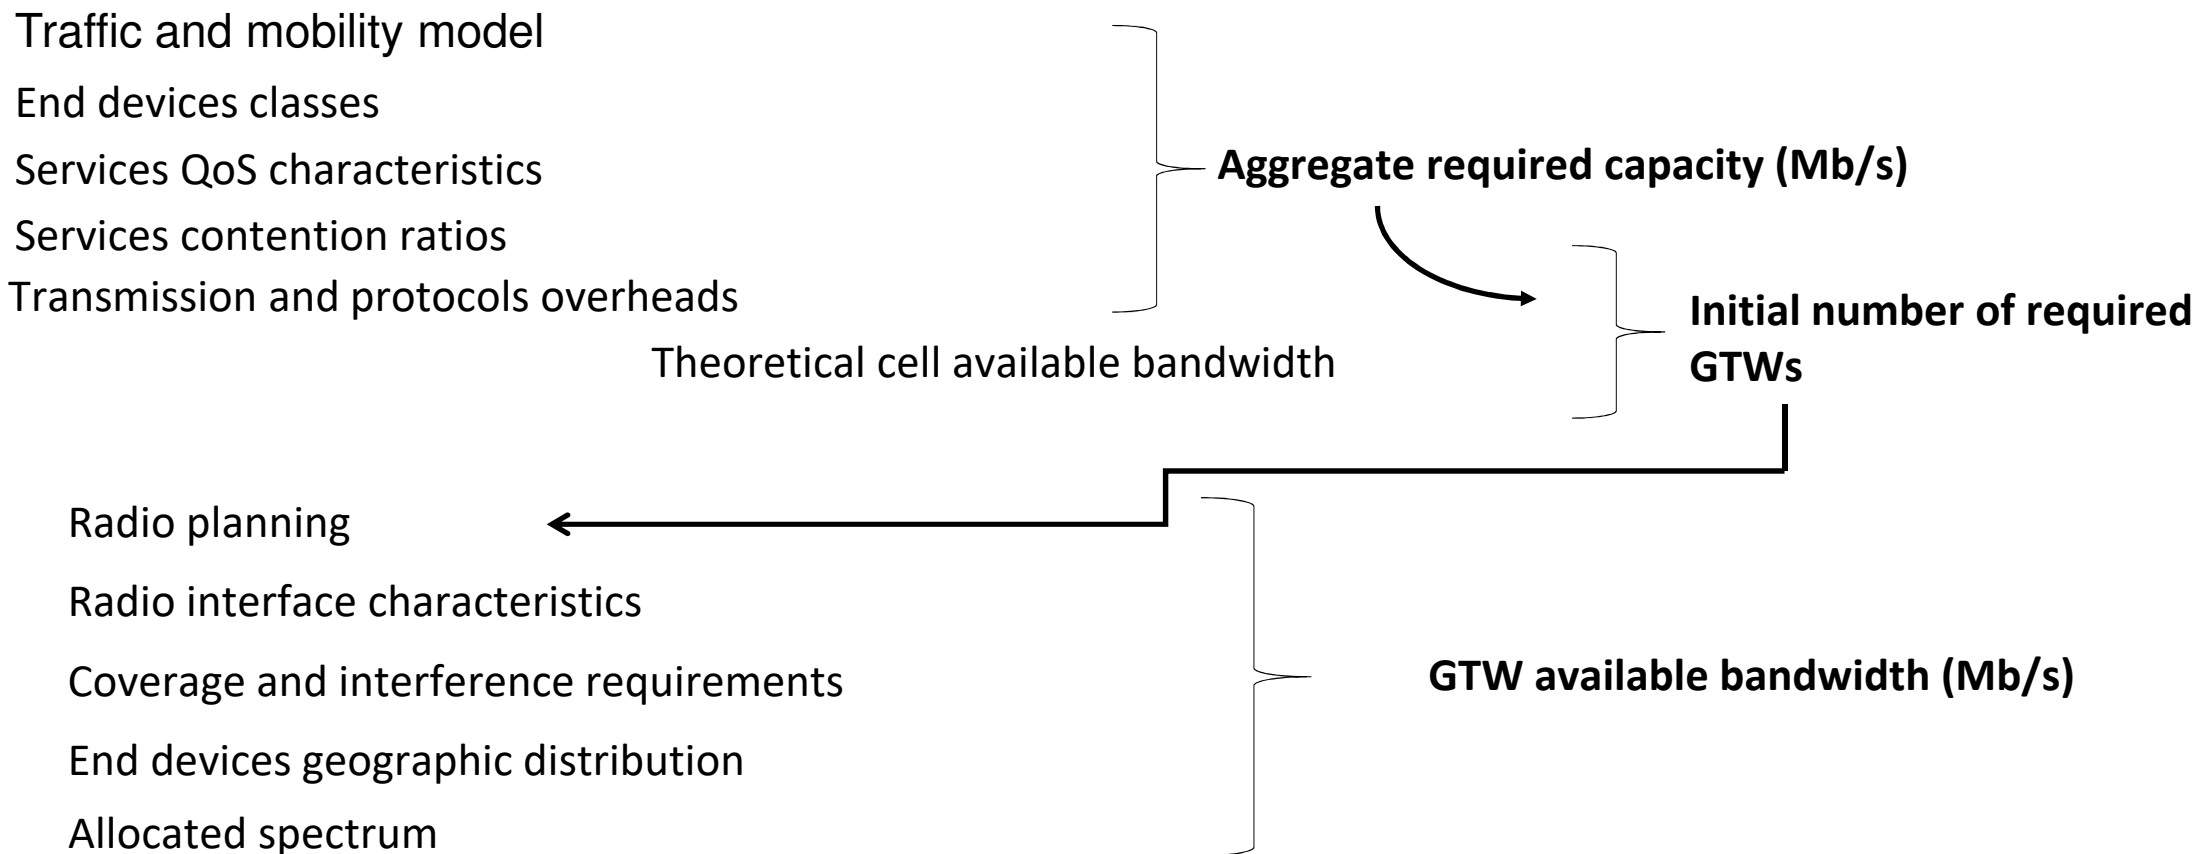 Traffic and mobility model
End devices classes
Services QoS characteristics
Aggregate required capacity (Mb/s)
Services contention ratios
Transmission and protocols overheads
Theoretical cell available bandwidth
Initial number of required
GTWs
Radio planning
Radio interface characteristics
Coverage and interference requirements
GTW available bandwidth (Mb/s)
End devices geographic distribution
Allocated spectrum